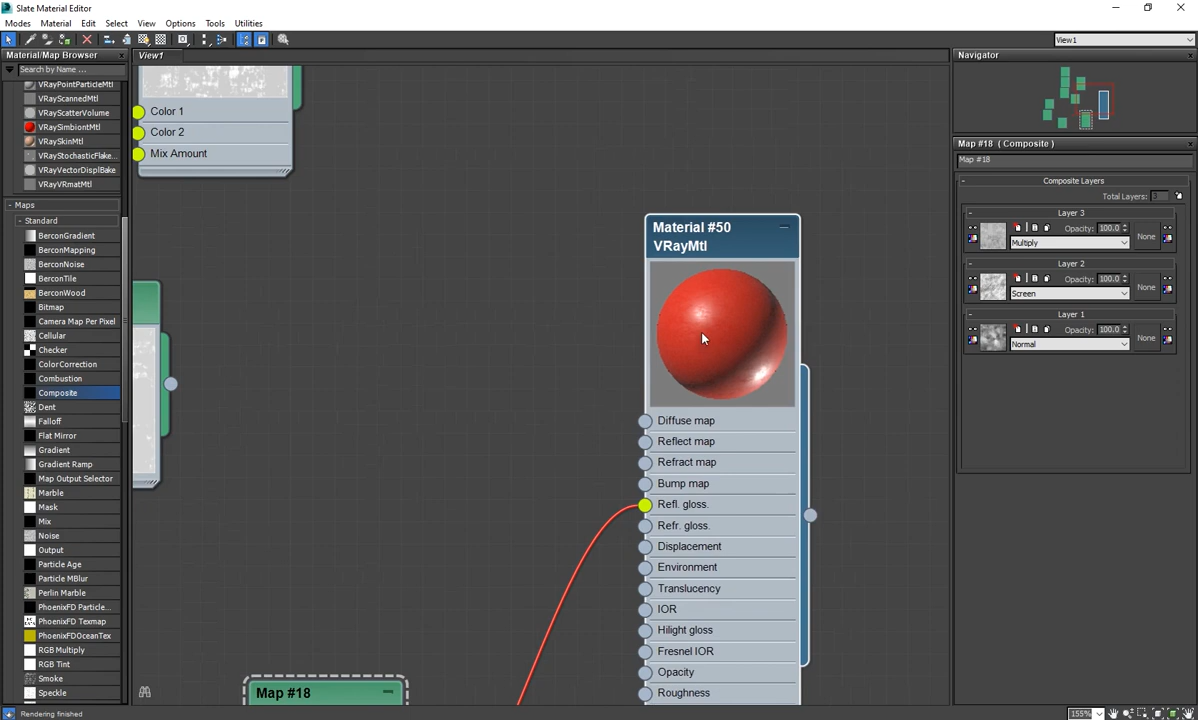 Slate Material Editor
Modes Material Edit Select View Options Tools Utilities
View1
Material/Map Browser
Search by Name ...
VRayPointParticleMtl
VRayScannedMtl
VRayScatterVolume
VRaySimbiontMtl
VRaySkinMtl
VRayStochasticFlake...
VRayVectorDisplBake
VRayVRmatMtl
- Maps
- Standard
BerconGradient
BerconMapping
BerconNoise
BerconTile
BerconWood
Bitmap
Camera Map Per Pixel
Cellular
Checker
ColorCorrection
Combustion
Composite
Dent
Falloff
Flat Mirror
Gradient
Gradient Ramp
Map Output Selector
Marble
Mask
Mix
Noise
Output
Particle Age
Particle MBlur
Perlin Marble
PhoenixFD Particle...
PhoenixFD Texmap
PhoenixFDOceanTex
RGB Multiply
RGB Tint
Smoke
Speckle
View1
Color 1
Color 2
Mix Amount
Material #50
VRayMtl
Diffuse map
Reflect map
Refract map
Bump map
Refl. gloss.
Refr. gloss.
Displacement
Environment
Translucency
IOR
Hilight gloss
Fresnel IOR
Opacity
Roughness
Map #18
Navigator
Map #18 ( Composite )
Map #18
Composite Layers
Total Layers: 3
Layer 3
Opacity: 100.0
None
Multiply
Layer 2
Opacity: 100.0
None
Screen
Layer 1
Opacity: 100.0
None
Normal
Rendering finished
155%